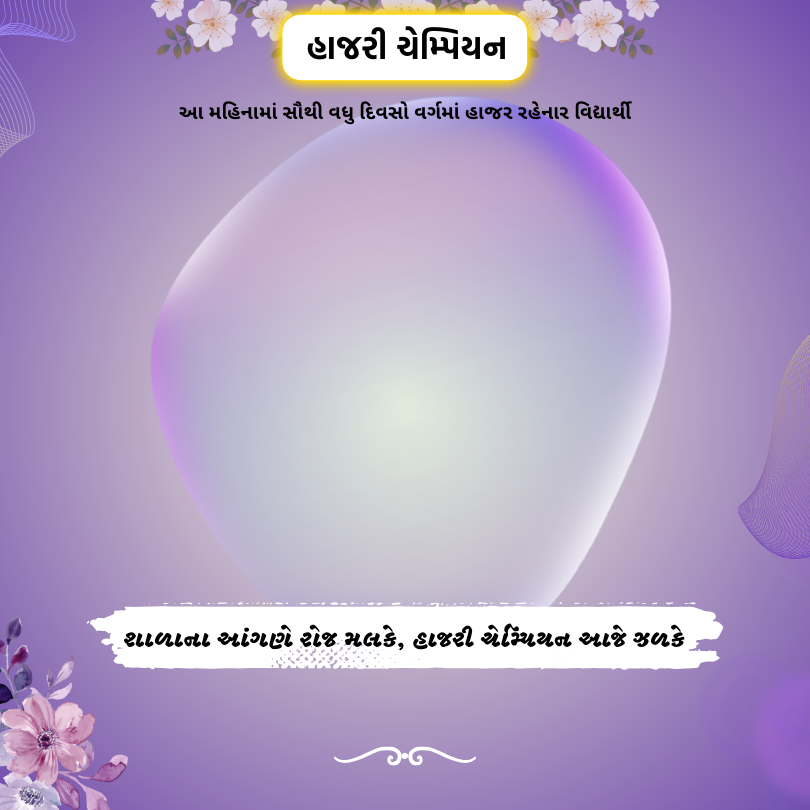 હાજરી ચેમ્પિયન
આ મહિનામાં સૌથી વધુ દિવસો વર્ગમાં હાજર રહેનાર વિદ્યાર્થી
શાળાના આંગણે રોજ મલકે, હાજરી ચેમ્પિયન આજે ઝળકે